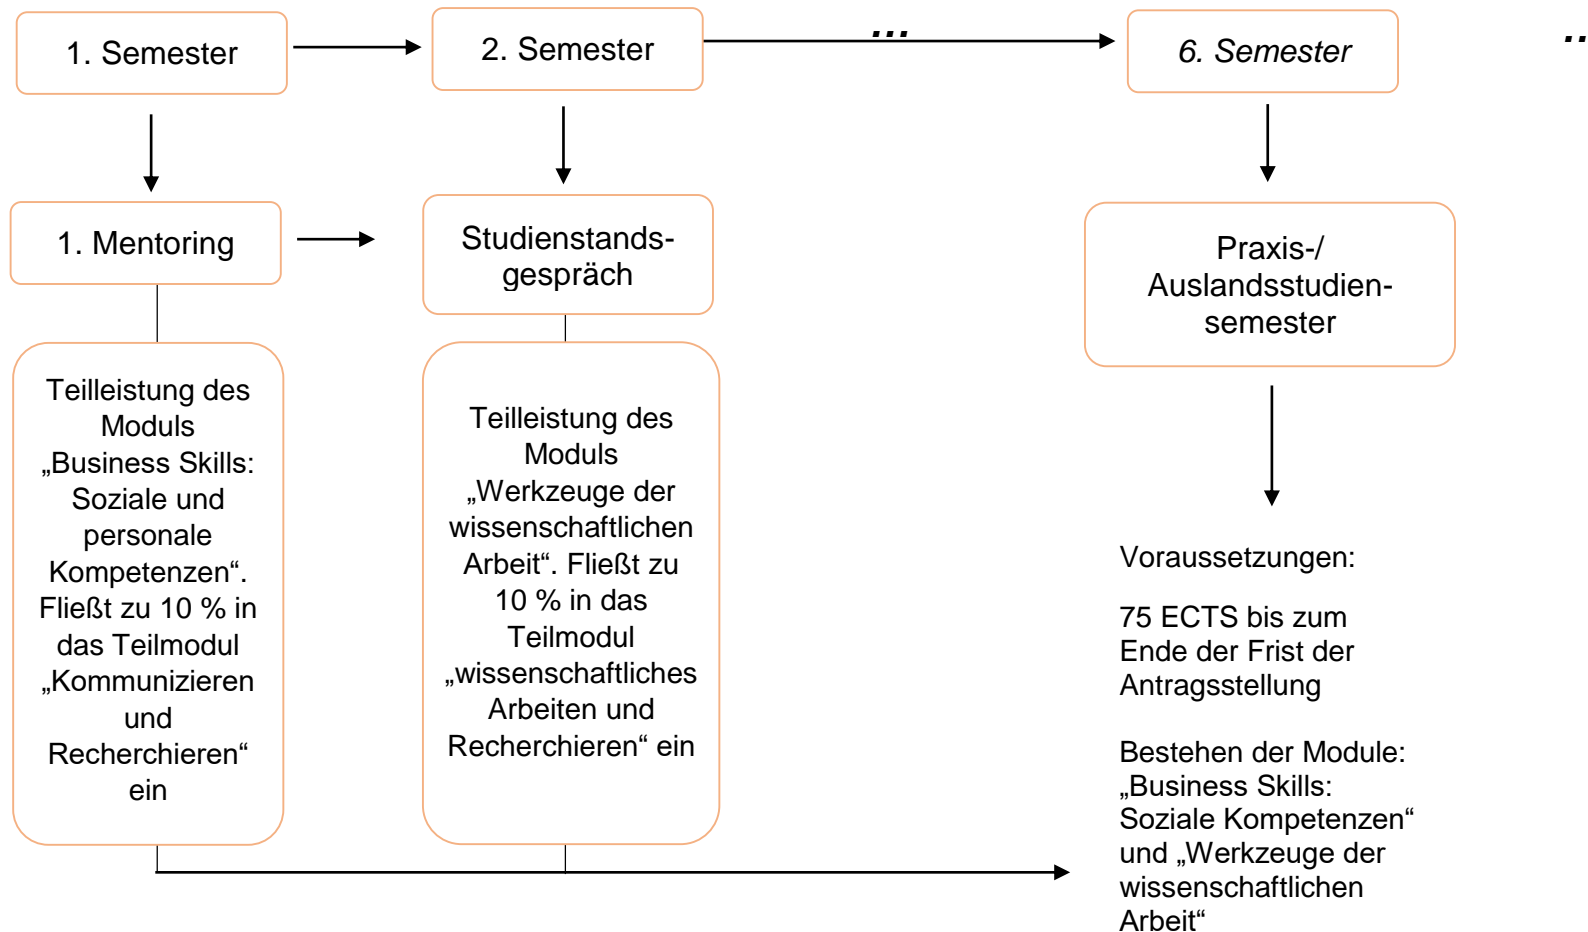 1. Semester
2. Semester
...
6. Semester
..
1. Mentoring
Studienstands-
gespräch
Praxis-/
Auslandsstudien-
semester
Teilleistung des
Moduls
„Business Skills:
Soziale und
personale
Kompetenzen“.
Fließt zu 10 % in
das Teilmodul
„Kommunizieren
und
Recherchieren“
ein
Teilleistung des
Moduls
„Werkzeuge der
wissenschaftlichen
Arbeit“. Fließt zu
10 % in das
Teilmodul
„wissenschaftliches
Arbeiten und
Recherchieren“ ein
Voraussetzungen:
75 ECTS bis zum
Ende der Frist der
Antragsstellung
Bestehen der Module:
„Business Skills:
Soziale Kompetenzen“
und „Werkzeuge der
wissenschaftlichen
Arbeit“